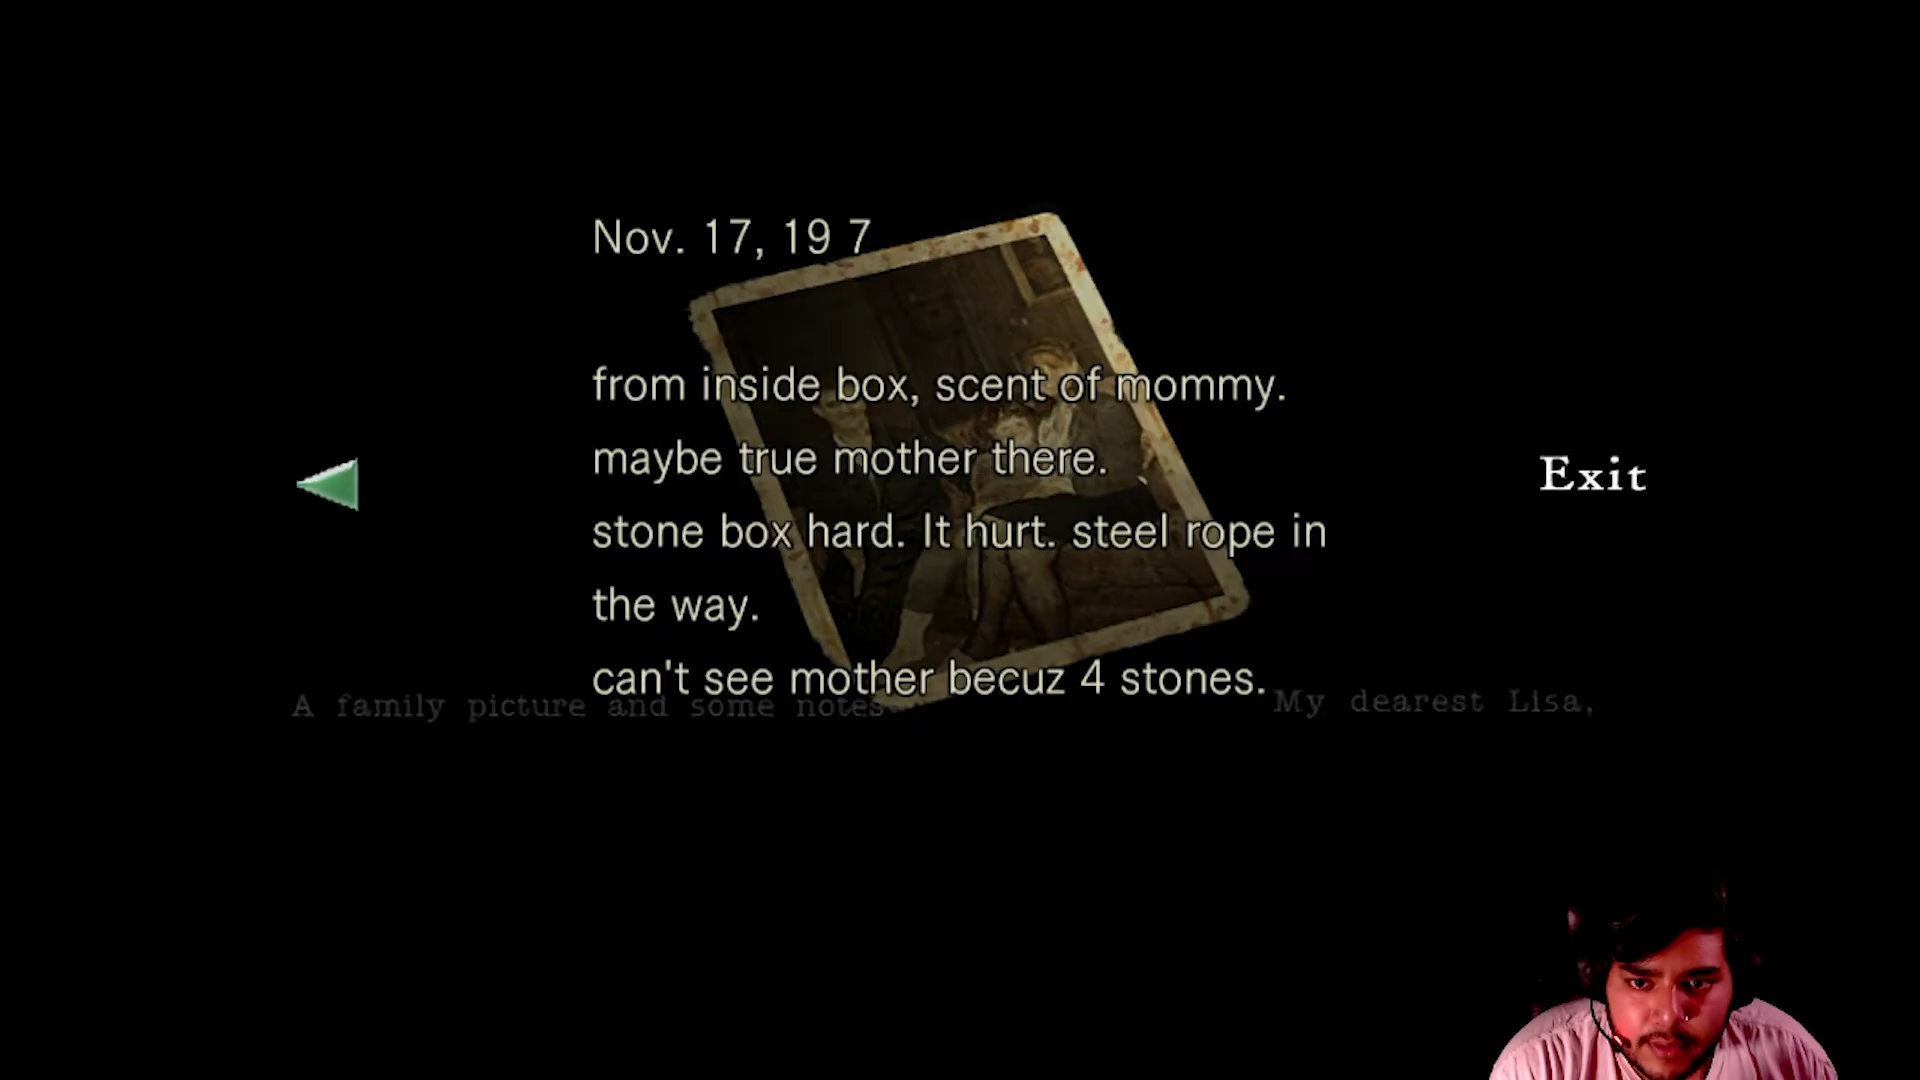 Nov. 17, 19 7
from inside box, scent of mommy.
maybe true mother there.
stone box hard. It hurt. steel rope in
the way.
can't see mother becuz 4 stones.
Exit
A family picture and some notes
My dearest Lisa,